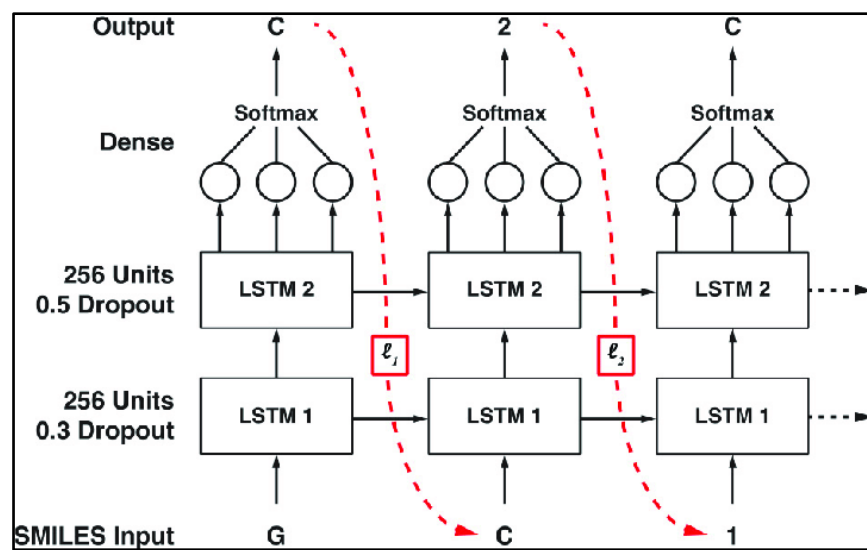 Output C 2 C
Softmax Softmax Softmax
Dense
256 Units
0.5 Dropout
LSTM 2 LSTM 2 LSTM 2
ℓ1 ℓ2
256 Units
0.3 Dropout
LSTM 1 LSTM 1 LSTM 1
SMILES Input G C 1